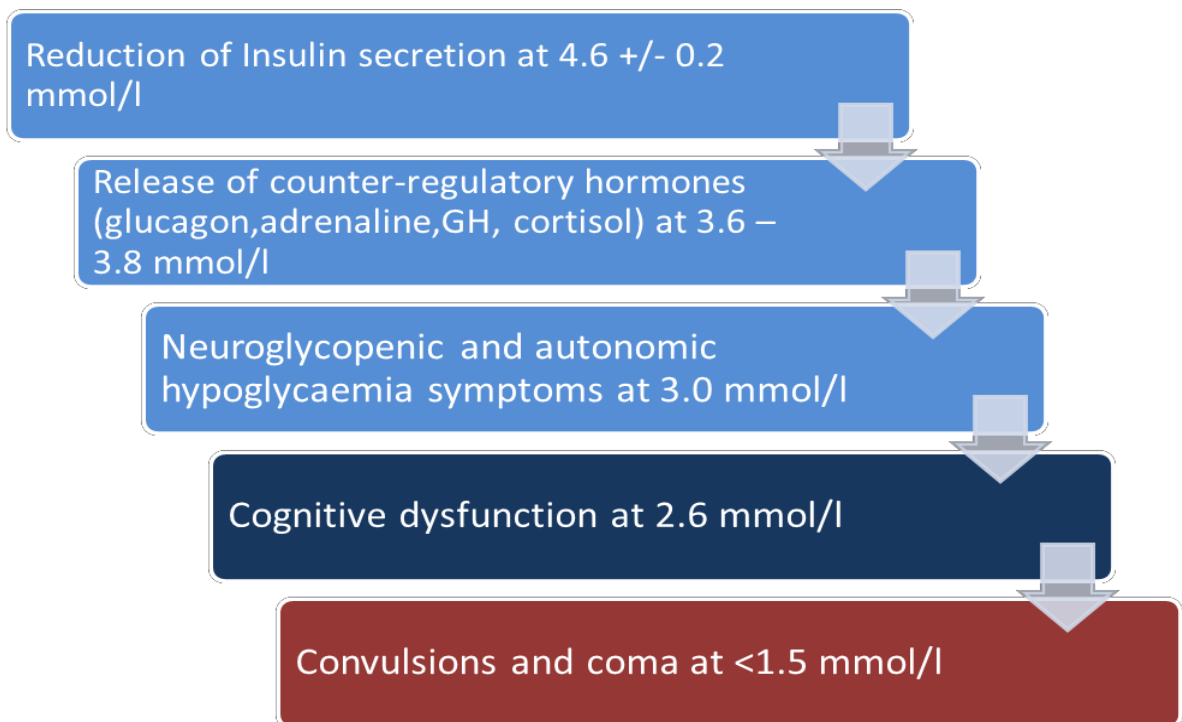 Reduction of Insulin secretion at 4.6 +/- 0.2
mmol/l
Release of counter-regulatory hormones
(glucagon,adrenaline,GH, cortisol) at 3.6 –
3.8 mmol/l
Neuroglycopenic and autonomic
hypoglycaemia symptoms at 3.0 mmol/l
Cognitive dysfunction at 2.6 mmol/l
Convulsions and coma at <1.5 mmol/l